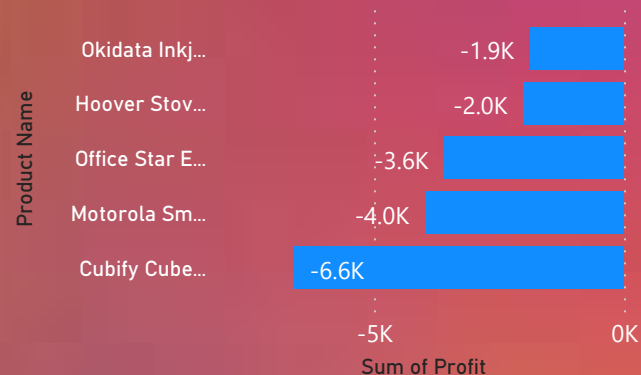 Product Name
Okidata Inkj... -1.9K
Hoover Stov... -2.0K
Office Star E... -3.6K
Motorola Sm... -4.0K
Cubify Cube... -6.6K
-5K 0K
Sum of Profit